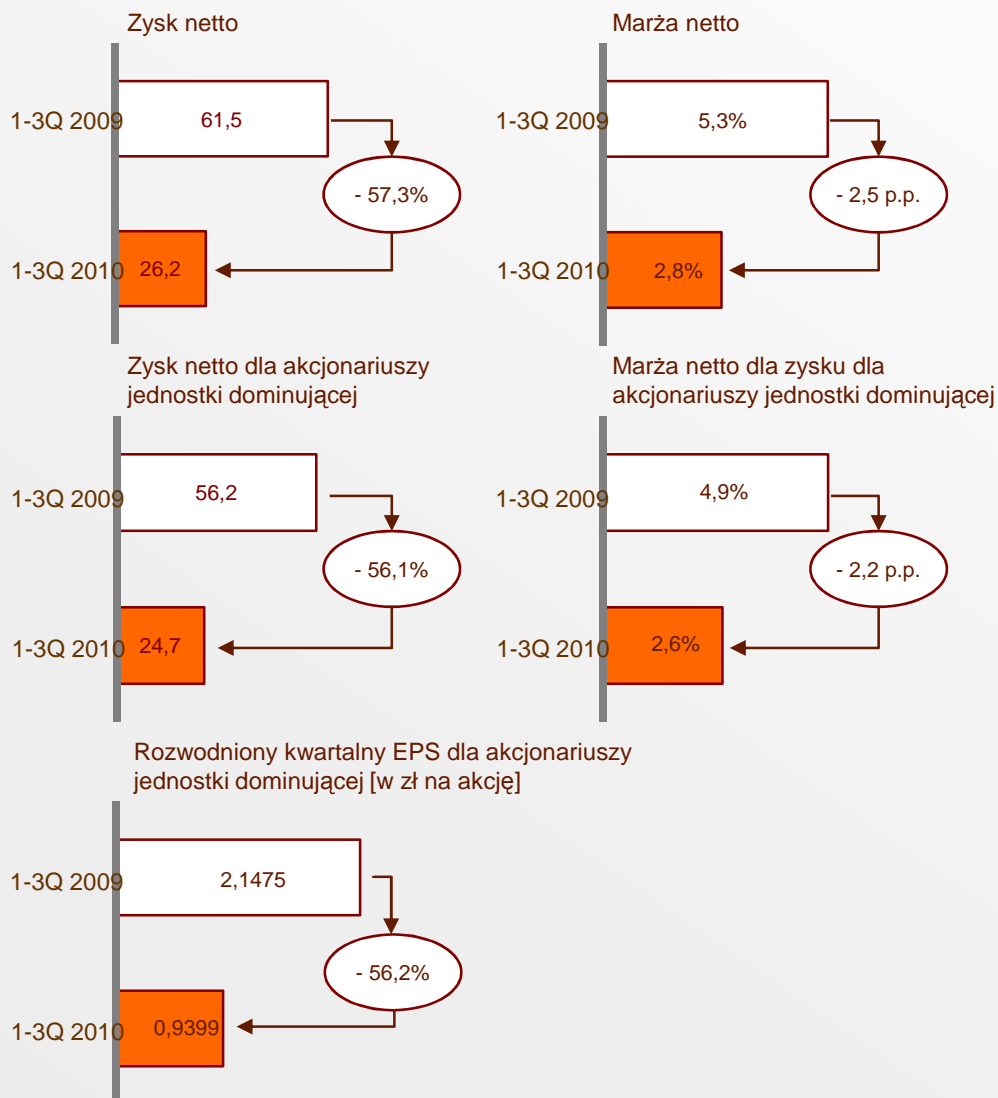 Zysk netto
1-3Q 2009
61,5
- 57,3%
1-3Q 2010
26,2
Marża netto
1-3Q 2009
5,3%
- 2,5 p.p.
1-3Q 2010
2,8%
Zysk netto dla akcjonariuszy
jednostki dominującej
1-3Q 2009
56,2
- 56,1%
1-3Q 2010
24,7
Marża netto dla zysku dla
akcjonariuszy jednostki dominującej
1-3Q 2009
4,9%
- 2,2 p.p.
1-3Q 2010
2,6%
Rozwodniony kwartalny EPS dla akcjonariuszy
jednostki dominującej [w zł na akcję]
1-3Q 2009
2,1475
- 56,2%
1-3Q 2010
0,9399